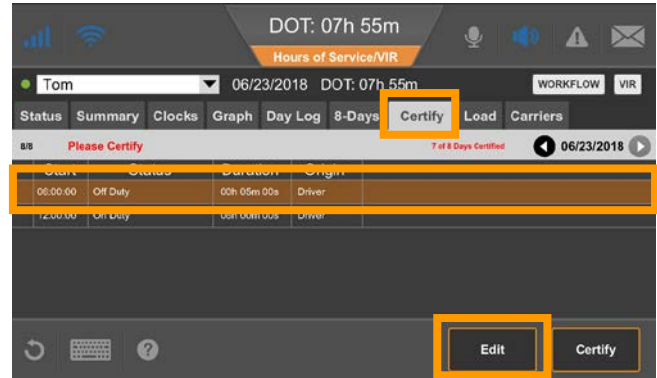 DOT: 07h 55m
Hours of Service/VIR
Tom 06/23/2018 DOT: 07h 55m WORKFLOW VIR
Status Summary Clocks Graph Day Log 8-Days Certify Load Carriers
8/8 Please Certify 7 of 8 Days Certified 06/23/2018
Start Status Duration Origin
06:00:00 Off Duty 00h 05m 00s Driver
12:00:00 Duty 00m 00s Driver
? Edit Certify